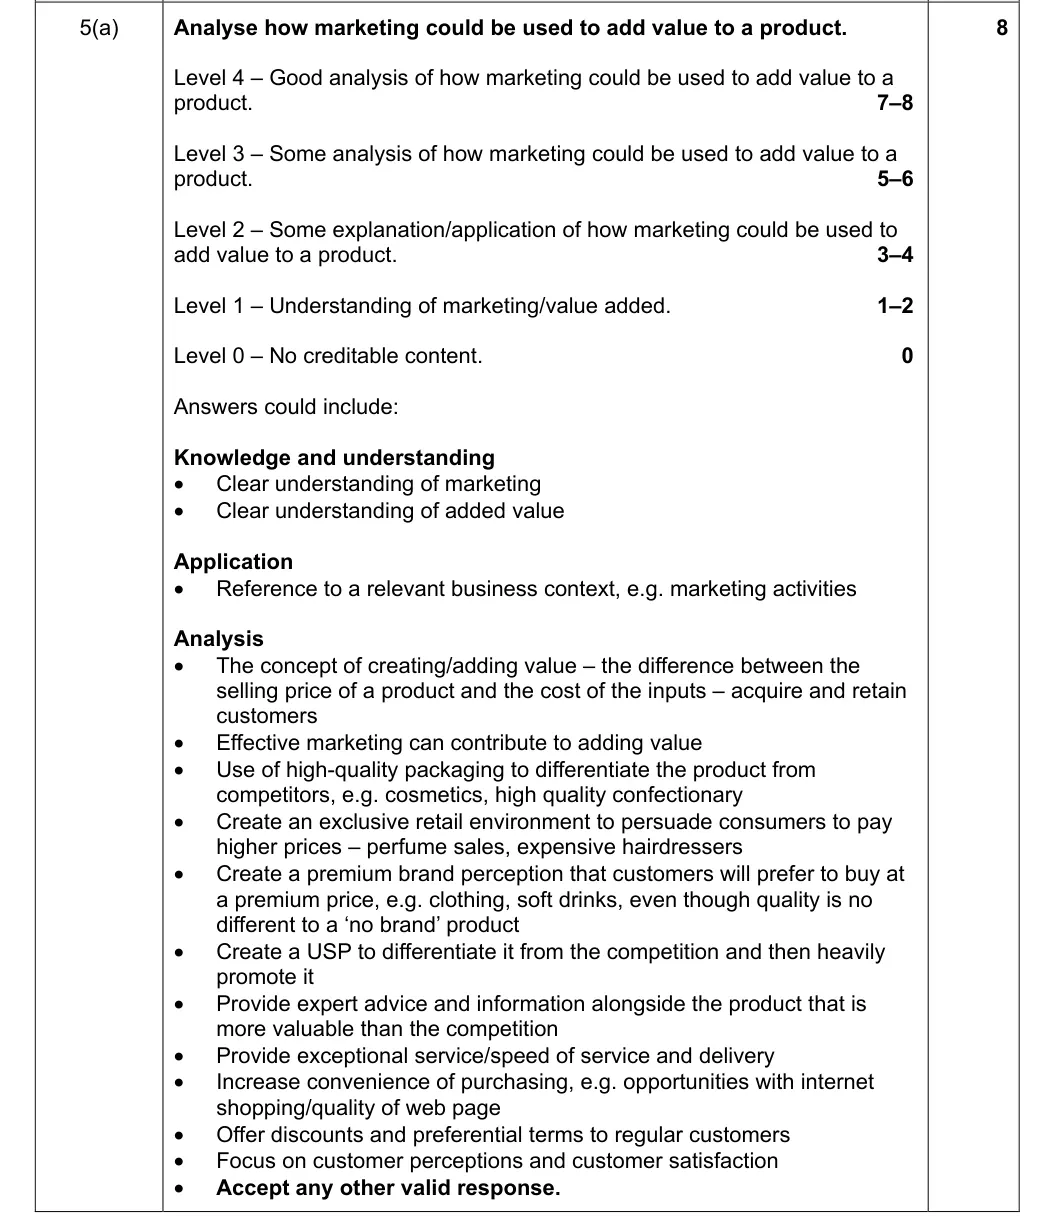 5(a) Analyse how marketing could be used to add value to a product. 8
Level 4 – Good analysis of how marketing could be used to add value to a
product. 7–8
Level 3 – Some analysis of how marketing could be used to add value to a
product. 5–6
Level 2 – Some explanation/application of how marketing could be used to
add value to a product. 3–4
Level 1 – Understanding of marketing/value added. 1–2
Level 0 – No creditable content. 0
Answers could include:
Knowledge and understanding
• Clear understanding of marketing
• Clear understanding of added value
Application
• Reference to a relevant business context, e.g. marketing activities
Analysis
• The concept of creating/adding value – the difference between the
selling price of a product and the cost of the inputs – acquire and retain
customers
• Effective marketing can contribute to adding value
• Use of high-quality packaging to differentiate the product from
competitors, e.g. cosmetics, high quality confectionary
• Create an exclusive retail environment to persuade consumers to pay
higher prices – perfume sales, expensive hairdressers
• Create a premium brand perception that customers will prefer to buy at
a premium price, e.g. clothing, soft drinks, even though quality is no
different to a ‘no brand’ product
• Create a USP to differentiate it from the competition and then heavily
promote it
• Provide expert advice and information alongside the product that is
more valuable than the competition
• Provide exceptional service/speed of service and delivery
• Increase convenience of purchasing, e.g. opportunities with internet
shopping/quality of web page
• Offer discounts and preferential terms to regular customers
• Focus on customer perceptions and customer satisfaction
• Accept any other valid response.